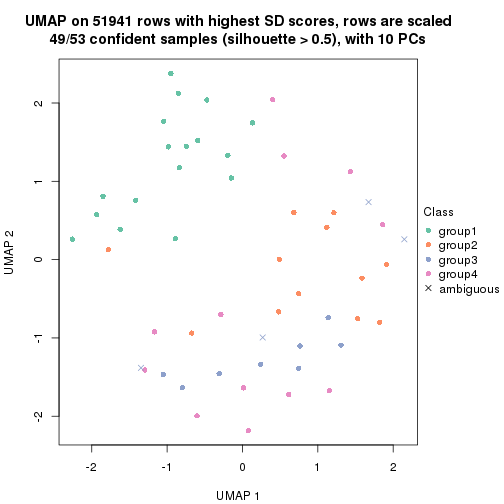 UMAP on 51941 rows with highest SD scores, rows are scaled
49/53 confident samples (silhouette > 0.5), with 10 PCs
2
1
0
-1
-2
UMAP 2
-2
-1
0
1
2
UMAP 1
Class
group1
group2
group3
group4
ambiguous